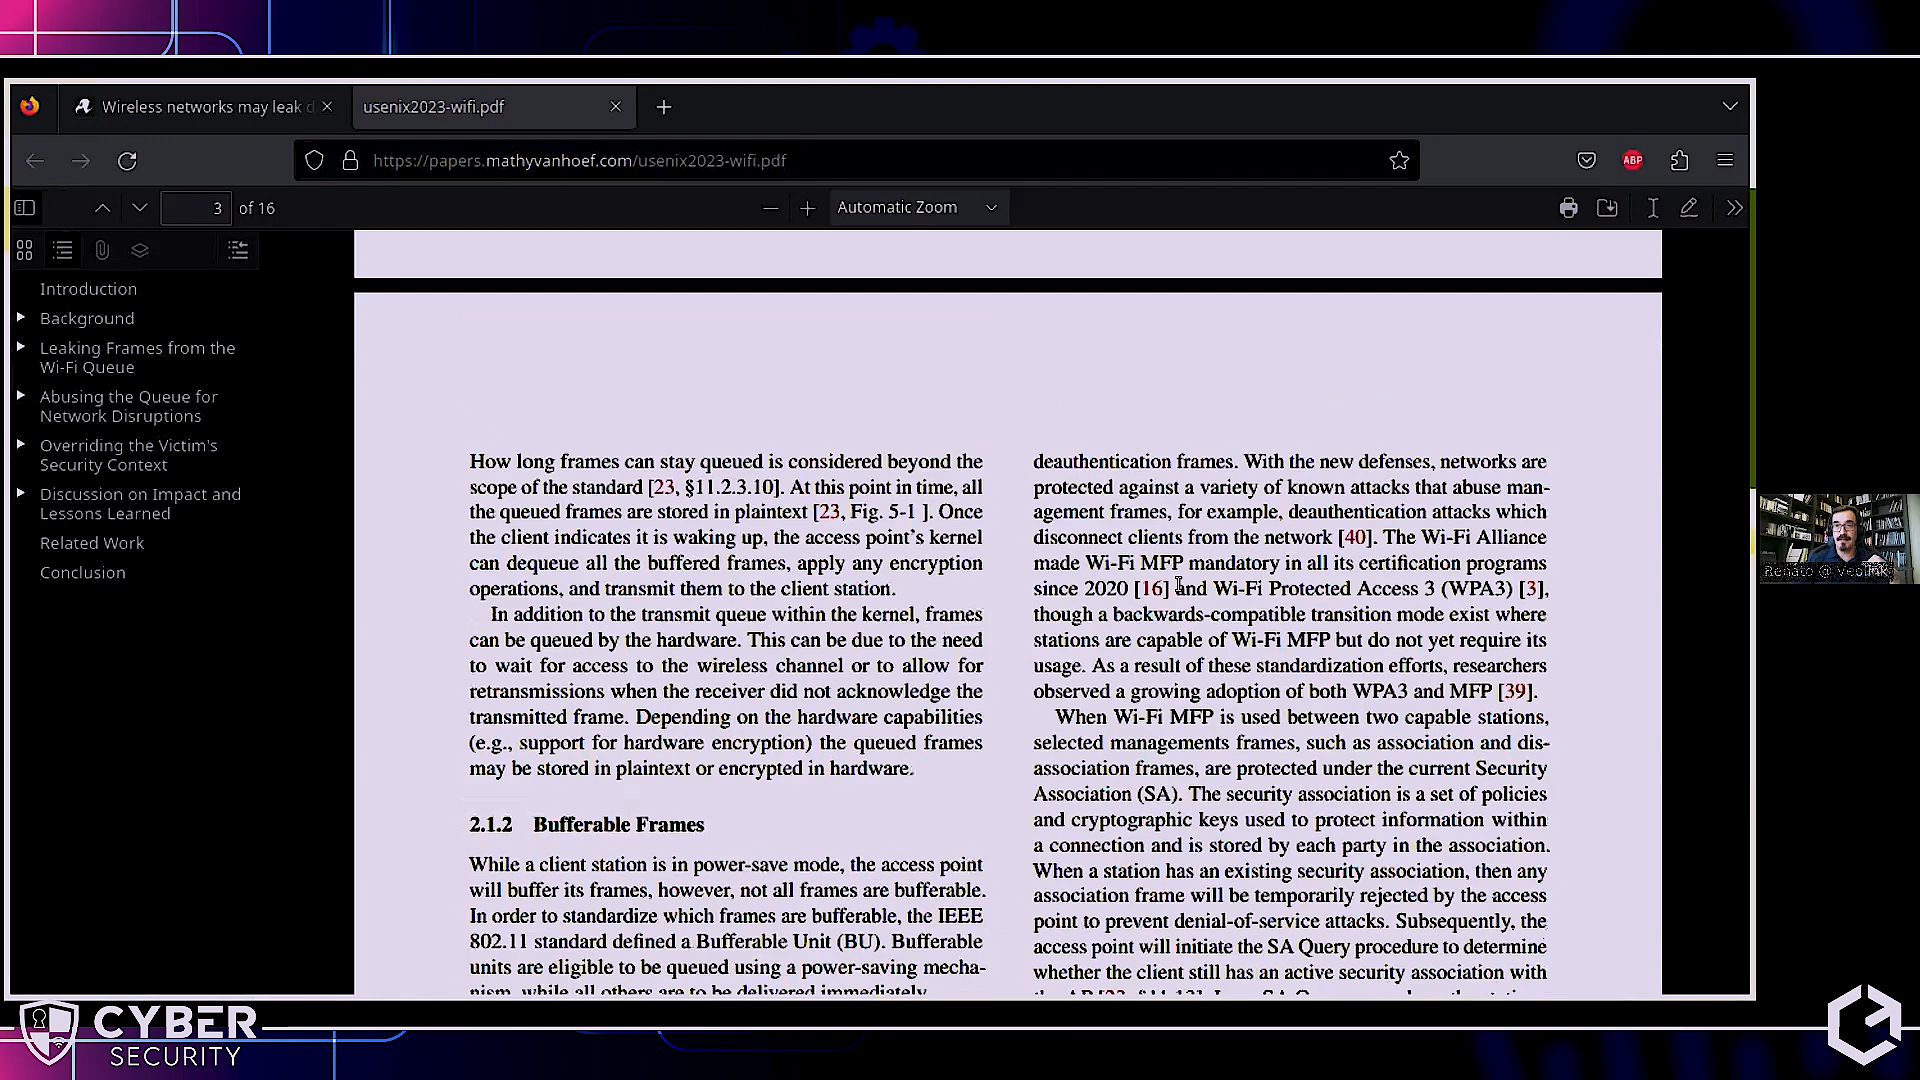 Wireless networks may leak d
usenix2023-wifi.pdf
https://papers.mathyvanhoef.com/usenix2023-wifi.pdf
ABP
3 of 16
Automatic Zoom
Introduction
Background
Leaking Frames from the
Wi-Fi Queue
Abusing the Queue for
Network Disruptions
Overriding the Victim's
Security Context
Discussion on Impact and
Lessons Learned
Related Work
Conclusion
How long frames can stay queued is considered beyond the
scope of the standard [23, §11.2.3.10]. At this point in time, all
the queued frames are stored in plaintext [23, Fig. 5-1 ]. Once
the client indicates it is waking up, the access point's kernel
can dequeue all the buffered frames, apply any encryption
operations, and transmit them to the client station.
In addition to the transmit queue within the kernel, frames
can be queued by the hardware. This can be due to the need
to wait for access to the wireless channel or to allow for
retransmissions when the receiver did not acknowledge the
transmitted frame. Depending on the hardware capabilities
(e.g., support for hardware encryption) the queued frames
may be stored in plaintext or encrypted in hardware.
2.1.2 Bufferable Frames
While a client station is in power-save mode, the access point
will buffer its frames, however, not all frames are bufferable.
In order to standardize which frames are bufferable, the IEEE
802.11 standard defined a Bufferable Unit (BU). Bufferable
units are eligible to be queued using a power-saving mecha-
nism, while all others are to be delivered immediately.
deauthentication frames. With the new defenses, networks are
protected against a variety of known attacks that abuse man-
agement frames, for example, deauthentication attacks which
disconnect clients from the network [40]. The Wi-Fi Alliance
made Wi-Fi MFP mandatory in all its certification programs
since 2020 [16] and Wi-Fi Protected Access 3 (WPA3) [3],
though a backwards-compatible transition mode exist where
stations are capable of Wi-Fi MFP but do not yet require its
usage. As a result of these standardization efforts, researchers
observed a growing adoption of both WPA3 and MFP [39].
When Wi-Fi MFP is used between two capable stations,
selected managements frames, such as association and dis-
association frames, are protected under the current Security
Association (SA). The security association is a set of policies
and cryptographic keys used to protect information within
a connection and is stored by each party in the association.
When a station has an existing security association, then any
association frame will be temporarily rejected by the access
point to prevent denial-of-service attacks. Subsequently, the
access point will initiate the SA Query procedure to determine
whether the client still has an active security association with
Renato @ Veolink
CYBER
SECURITY